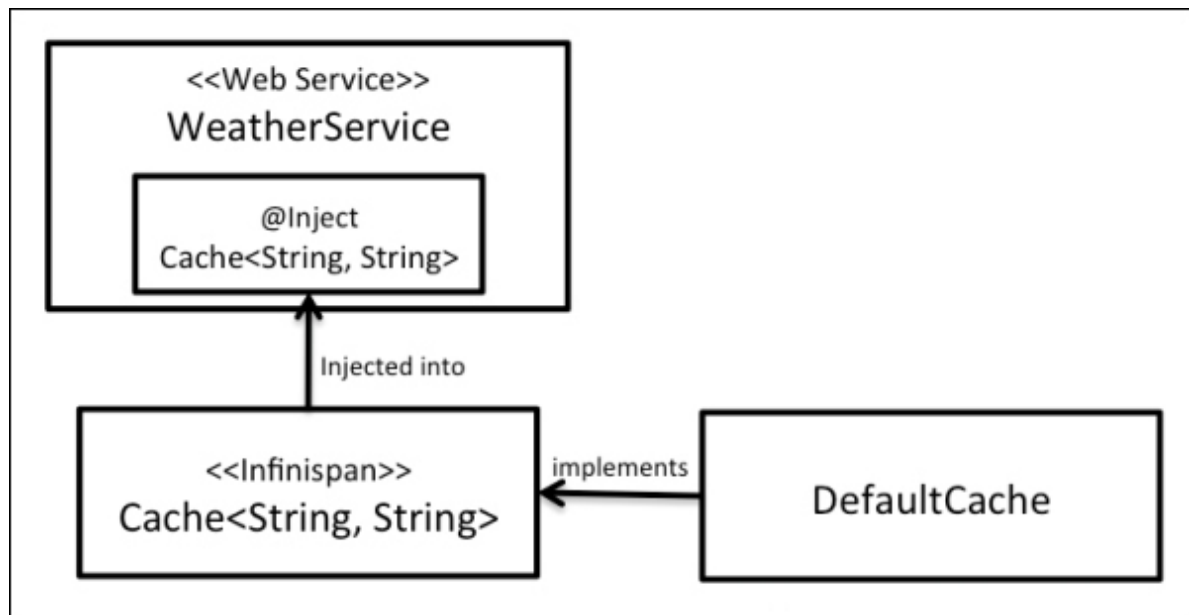 <<Web Service>>
WeatherService
@Inject
Cache<String, String>
Injected into
<<Infinispan>>
Cache<String, String>
implements
DefaultCache